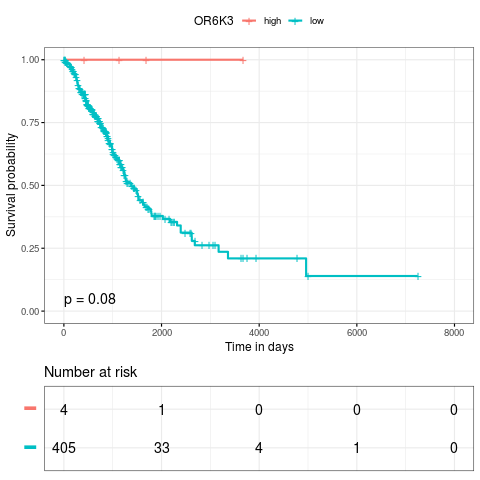 OR6K3 high low
1.00
0.75
0.50
0.25
0.00
Survival probability
p = 0.08
0 2000 4000 6000 8000
Time in days
Number at risk
4 1 0 0 0
405 33 4 1 0